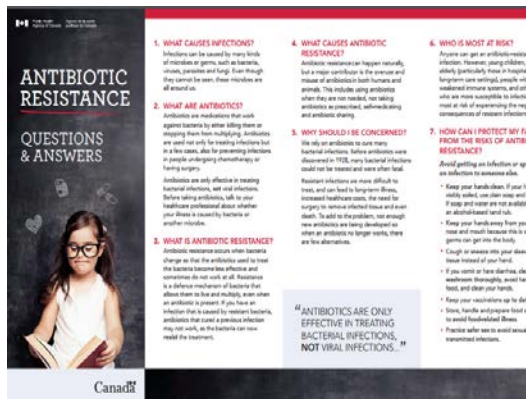 Public Health
Agency of Canada
Agence de la santé
publique du Canada
ANTIBIOTIC
RESISTANCE
QUESTIONS
& ANSWERS
Canada
1. WHAT CAUSES INFECTIONS?
Infections can be caused by many kinds
of microbes or germs, such as bacteria,
viruses, parasites and fungi. Even though
they cannot be seen, these microbes are
all around us.
2. WHAT ARE ANTIBIOTICS?
Antibiotics are medications that work
against bacteria by either killing them or
stopping them from multiplying. Antibiotics
are used not only for treating infections but
in a few cases, also for preventing infections
in people undergoing chemotherapy or
having surgery.
Antibiotics are only effective in treating
bacterial infections, not viral infections.
Before taking antibiotics, talk to your
healthcare professional about whether
your illness is caused by bacteria or
another microbe.
3. WHAT IS ANTIBIOTIC RESISTANCE?
Antibiotic resistance occurs when bacteria
change so that the antibiotics used to treat
the bacteria become less effective and
sometimes do not work at all. Resistance
is a defence mechanism of bacteria that
allows them to live and multiply, even when
an antibiotic is present. If you have an
infection that is caused by resistant bacteria,
antibiotics that cured a previous infection
may not work, as the bacteria can now
resist the treatment.
4. WHAT CAUSES ANTIBIOTIC
RESISTANCE?
Antibiotic resistance can happen naturally,
but a major contributor is the overuse and
misuse of antibiotics in both humans and
animals. This includes using antibiotics
when they are not needed, not taking
antibiotics as prescribed, self-medicating
and antibiotic sharing.
5. WHY SHOULD I BE CONCERNED?
We rely on antibiotics to cure many
bacterial infections. Before antibiotics were
discovered in 1928, many bacterial infections
could not be treated and were often fatal.
Resistant infections are more difficult to
treat, and can lead to long-term illness,
increased healthcare costs, the need for
surgery to remove infected tissue and even
death. To add to the problem, not enough
new antibiotics are being developed so
when an antibiotic no longer works, there
are few alternatives.
"ANTIBIOTICS ARE ONLY
EFFECTIVE IN TREATING
BACTERIAL INFECTIONS,
NOT VIRAL INFECTIONS..."
6. WHO IS MOST AT RISK?
Anyone can get an antibiotic-resista
infection. However, young children,
elderly (particularly those in hospita
long-term care settings), people wi
weakened immune systems, and ot
who are more susceptible to infecti
most at risk of experiencing the neg
consequences of resistant infection
7. HOW CAN I PROTECT MY F
FROM THE RISKS OF ANTIB
RESISTANCE?
Avoid getting an infection or sp
an infection to someone else.
• Keep your hands clean. If your h
visibly soiled, use plain soap and
If soap and water are not availab
an alcohol-based hand rub.
• Keep your hands away from you
nose and mouth because this is
germs can get into the body.
• Cough or sneeze into your sleev
tissue instead of your hand.
• If you vomit or have diarrhea, cle
washroom thoroughly, avoid ha
food, and clean your hands.
• Keep your vaccinations up to da
• Store, handle and prepare food
to avoid food-related illness.
• Practice safer sex to avoid sexu
transmitted infections.